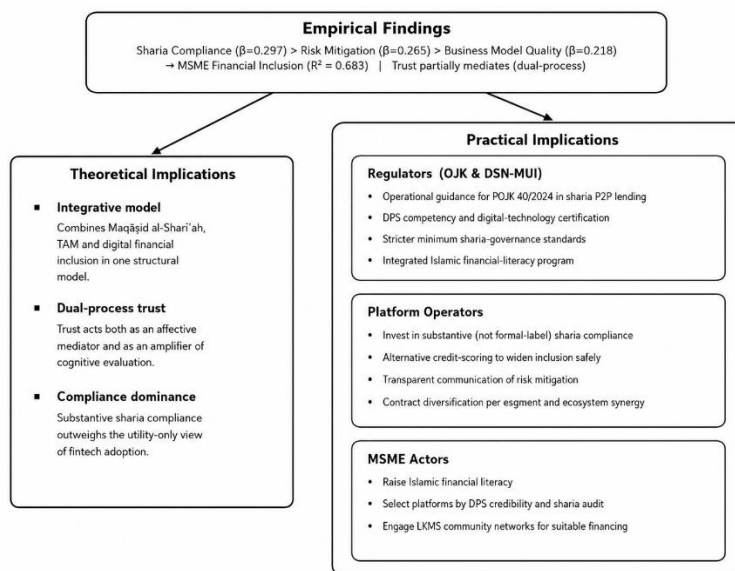 Empirical Findings
Sharia Compliance (β=0.297) > Risk Mitigation (β=0.265) > Business Model Quality (β=0.218)
→ MSME Financial Inclusion (R² = 0.683) | Trust partially mediates (dual-process)
Theoretical Implications
▪ Integrative model
Combines Maqāṣid al-Sharīʿah,
TAM and digital financial
inclusion in one structural
model.
▪ Dual-process trust
Trust acts both as an affective
mediator and as an amplifier of
cognitive evaluation.
▪ Compliance dominance
Substantive sharia compliance
outweighs the utility-only view
of fintech adoption.
Practical Implications
Regulators (OJK & DSN-MUI)
• Operational guidance for POJK 40/2024 in sharia P2P lending
• DPS competency and digital-technology certification
• Stricter minimum sharia-governance standards
• Integrated Islamic financial-literacy program
Platform Operators
• Invest in substantive (not formal-label) sharia compliance
• Alternative credit-scoring to widen inclusion safely
• Transparent communication of risk mitigation
• Contract diversification per esgment and ecosystem synergy
MSME Actors
• Raise Islamic financial literacy
• Select platforms by DPS credibility and sharia audit
• Engage LKMS community networks for suitable financing